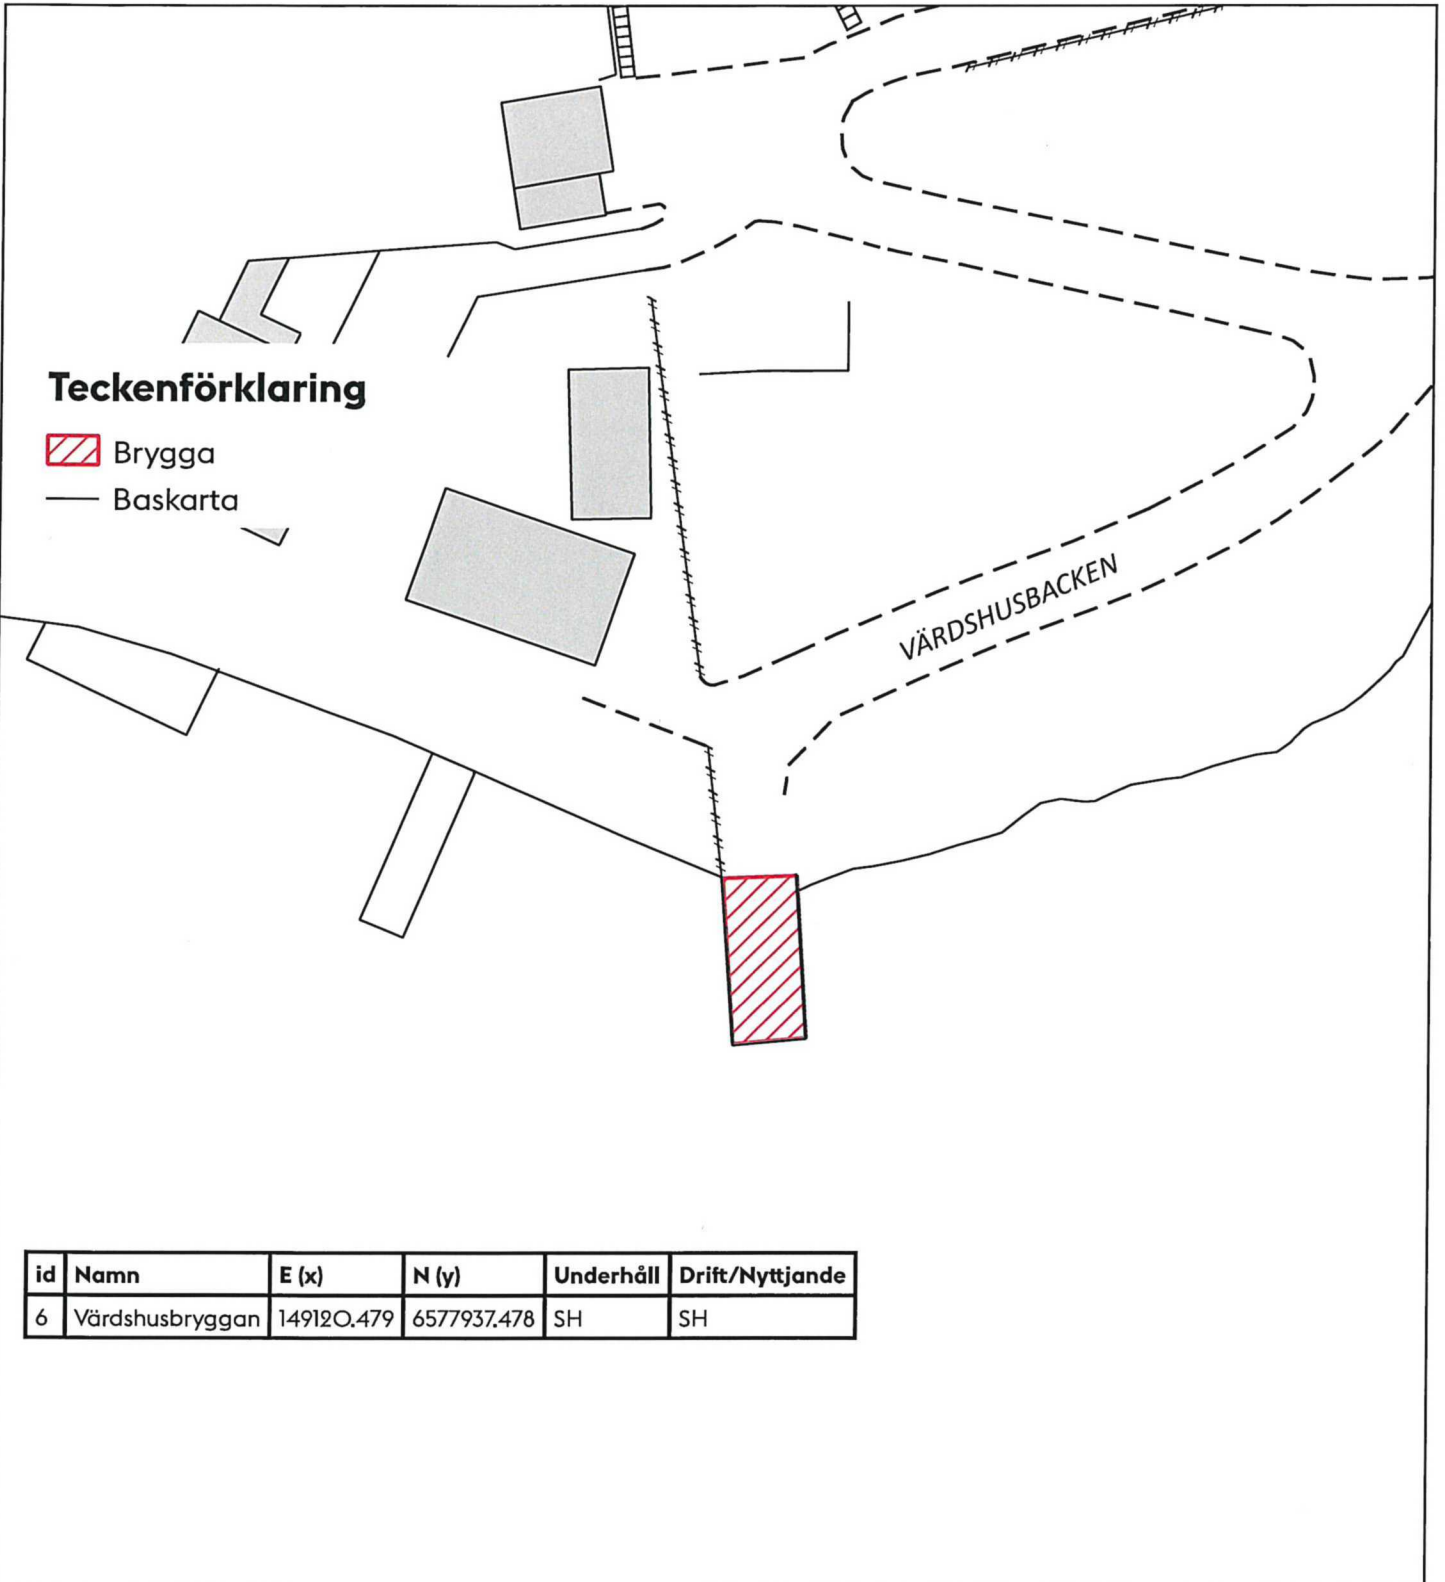 Teckenförklaring
Brygga
Baskarta
VÄRDSHUSBACKEN
id Namn E (x) N (y) Underhåll Drift/Nyttjande
6 Värdshusbryggan 149120.479 6577937.478 SH SH